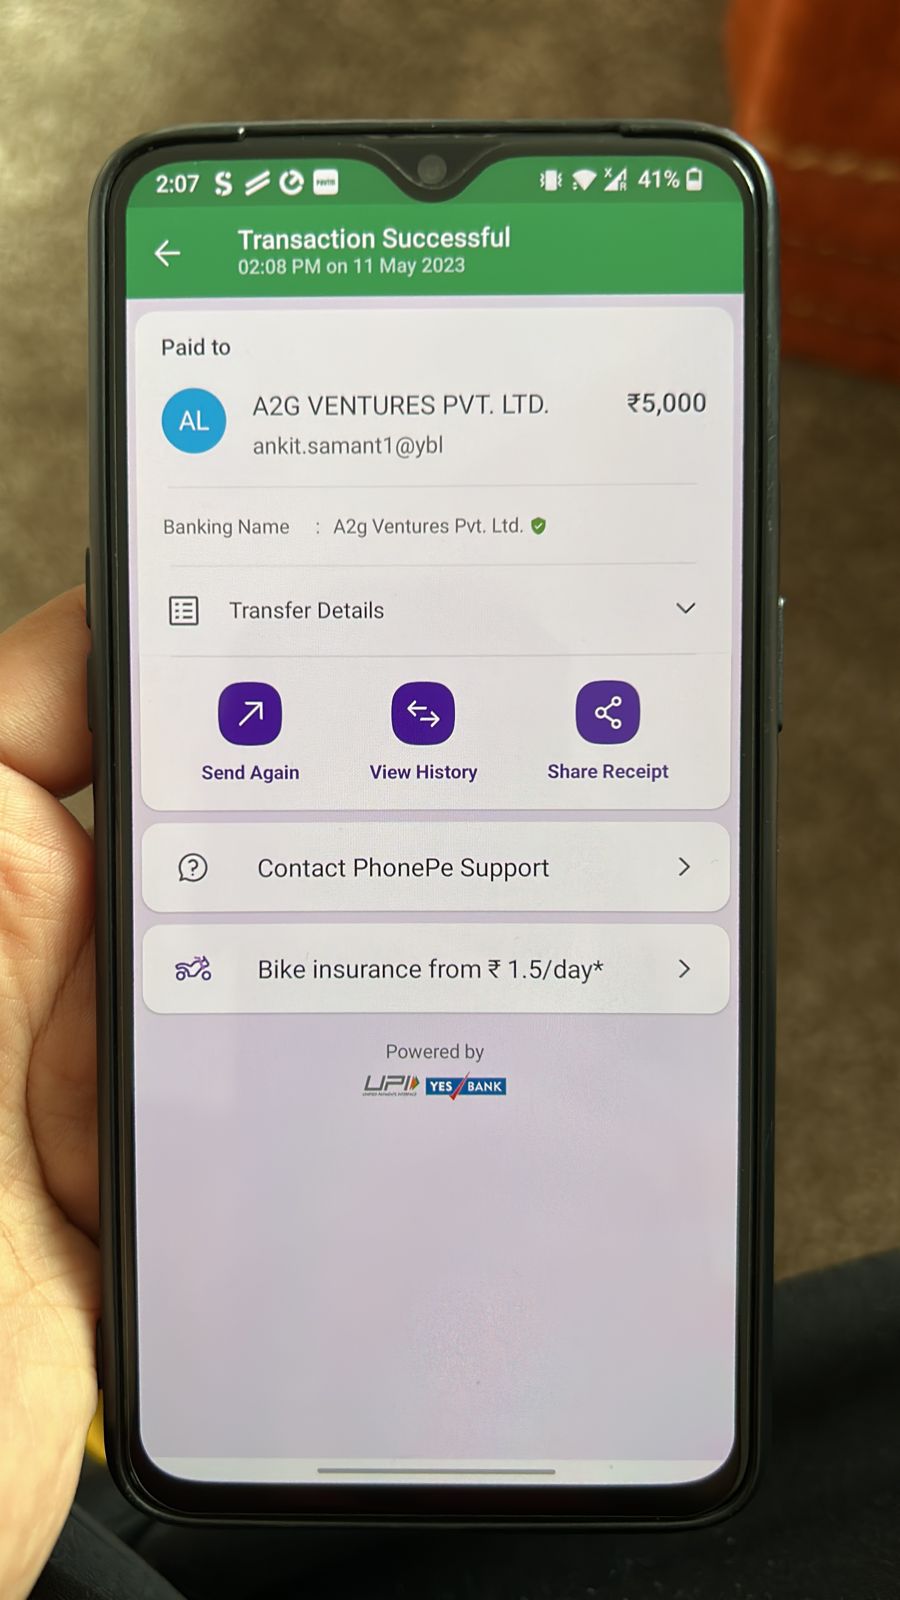 2:07
41%
Transaction Successful
02:08 PM on 11 May 2023
Paid to
AL
A2G VENTURES PVT. LTD.
₹5,000
ankit.samant1@ybl
Banking Name : A2g Ventures Pvt. Ltd.
Transfer Details
Send Again
View History
Share Receipt
Contact PhonePe Support
Bike insurance from ₹ 1.5/day*
Powered by
UPI
YES BANK